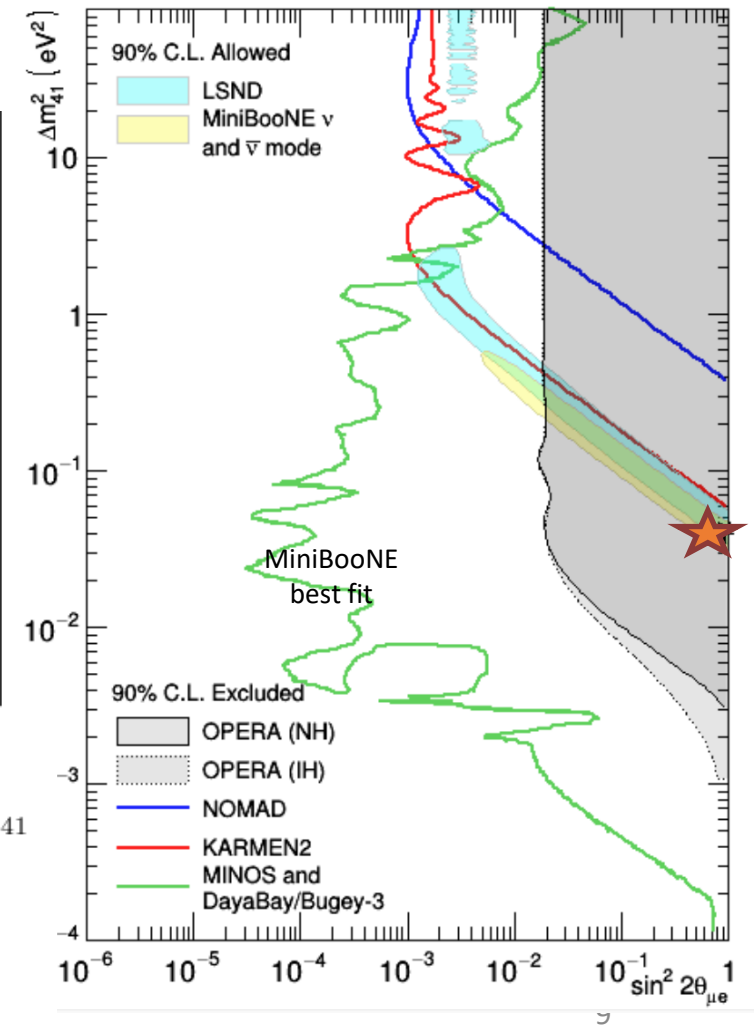 90% C.L. Allowed
LSND
MiniBooNE ν
and ν̅ mode
Δm²₄₁ ( eV² )
10
1
10⁻¹
MiniBooNE
best fit
10⁻²
90% C.L. Excluded
OPERA (NH)
OPERA (IH)
−3
NOMAD
41
KARMEN2
MINOS and
DayaBay/Bugey-3
−4
10⁻⁶ 10⁻⁵ 10⁻⁴ 10⁻³ 10⁻² 10⁻¹ 1
sin² 2θμe